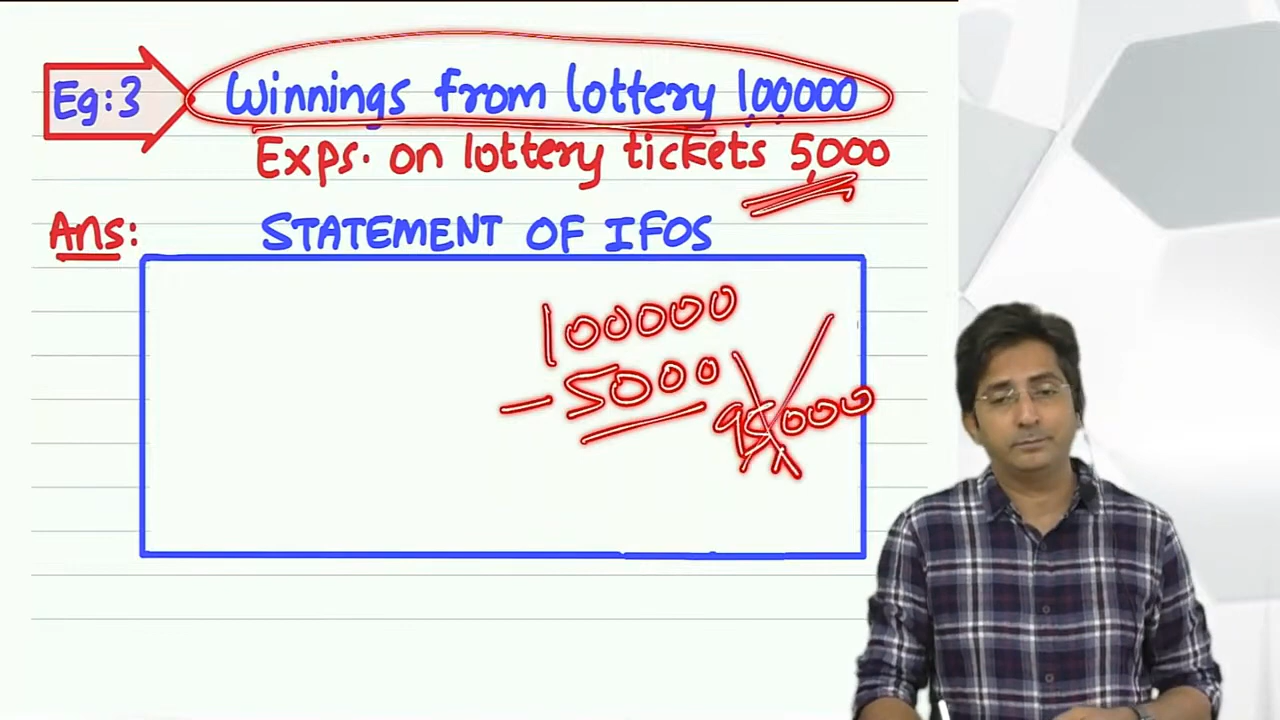 Eg:3
Winnings from lottery 100000
Exps. on lottery tickets 5000
Ans: STATEMENT OF IFOS
100000
- 5000
95000